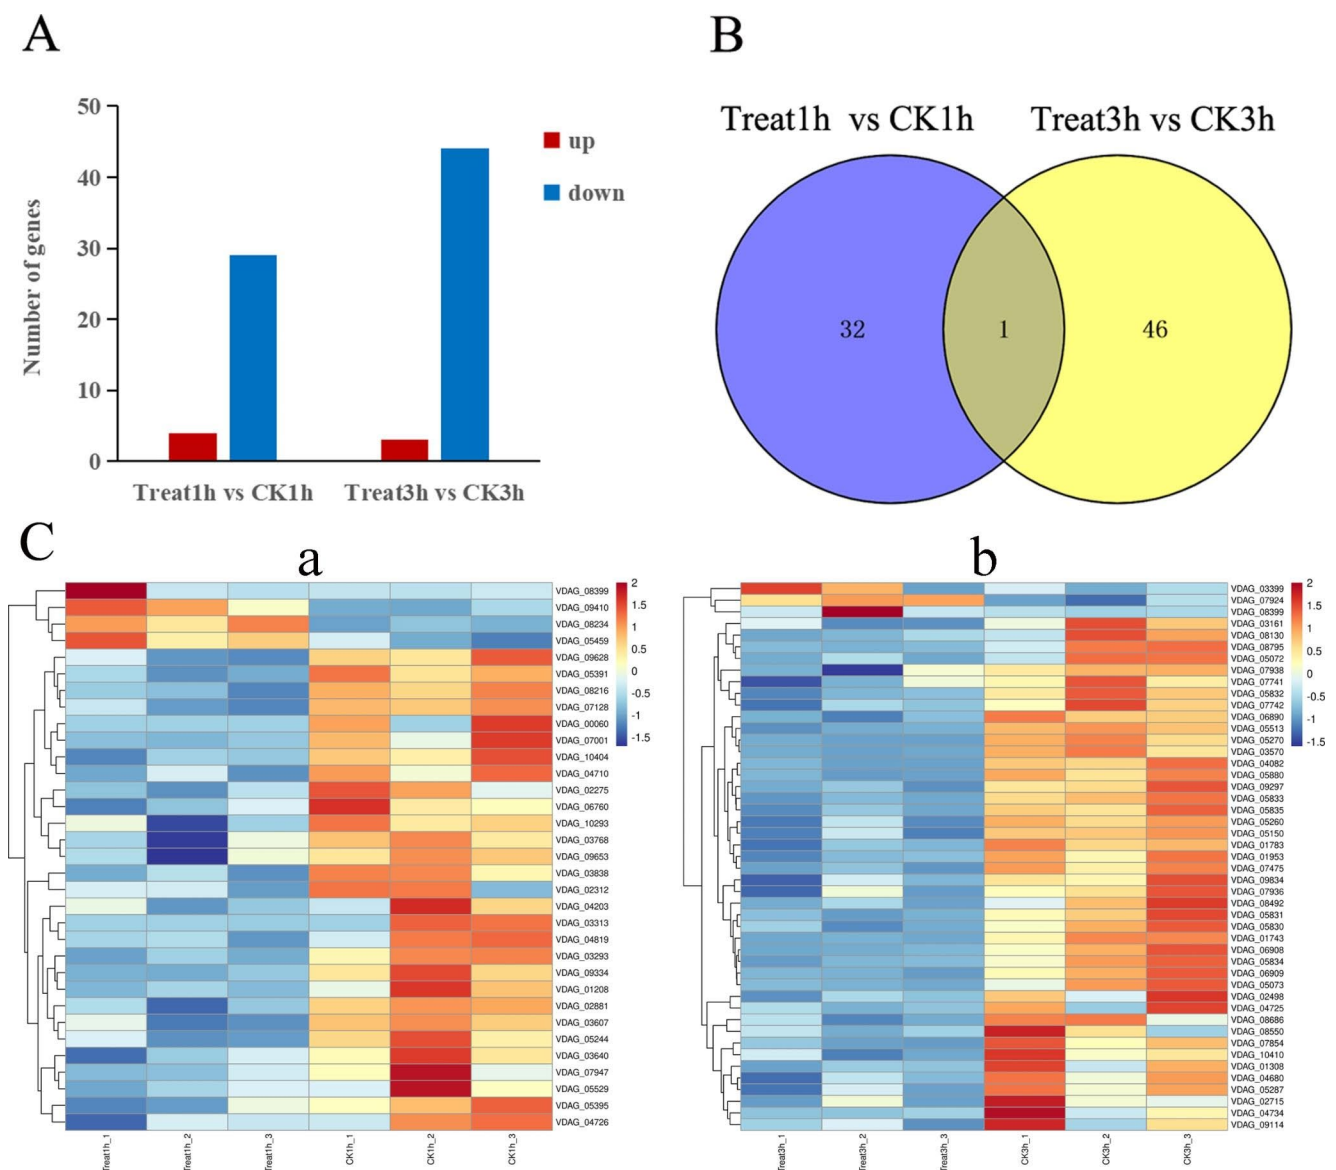 A
50
40
30
20
10
0
Number of genes
up
down
Treat1h vs CK1h
Treat3h vs CK3h
B
Treat1h vs CK1h
Treat3h vs CK3h
32
1
46
C
a
VDAG_08399
VDAG_09410
VDAG_08234
VDAG_05459
VDAG_09628
VDAG_05391
VDAG_08216
VDAG_07128
VDAG_00060
VDAG_07001
VDAG_10404
VDAG_04710
VDAG_02275
VDAG_06760
VDAG_10293
VDAG_03768
VDAG_09653
VDAG_03838
VDAG_02312
VDAG_04203
VDAG_03313
VDAG_04819
VDAG_03293
VDAG_09334
VDAG_01208
VDAG_02881
VDAG_03607
VDAG_05244
VDAG_03640
VDAG_07947
VDAG_05529
VDAG_05395
VDAG_04726
2
1.5
1
0.5
0
-0.5
-1
-1.5
Treat1h_1
Treat1h_2
Treat1h_3
CK1h_1
CK1h_2
CK1h_3
b
VDAG_03399
VDAG_07924
VDAG_08399
VDAG_03161
VDAG_08130
VDAG_08795
VDAG_05072
VDAG_07938
VDAG_07741
VDAG_05832
VDAG_07742
VDAG_06890
VDAG_05513
VDAG_05270
VDAG_03570
VDAG_04082
VDAG_05880
VDAG_09297
VDAG_05833
VDAG_05835
VDAG_05260
VDAG_05150
VDAG_01783
VDAG_01953
VDAG_07475
VDAG_09834
VDAG_07936
VDAG_08492
VDAG_05831
VDAG_05830
VDAG_01743
VDAG_06908
VDAG_05834
VDAG_06909
VDAG_05073
VDAG_02498
VDAG_04725
VDAG_08686
VDAG_08550
VDAG_07854
VDAG_10410
VDAG_01308
VDAG_04680
VDAG_05287
VDAG_02715
VDAG_04734
VDAG_09114
2
1.5
1
0.5
0
-0.5
-1
-1.5
Treat3h_1
Treat3h_2
Treat3h_3
CK3h_1
CK3h_2
CK3h_3